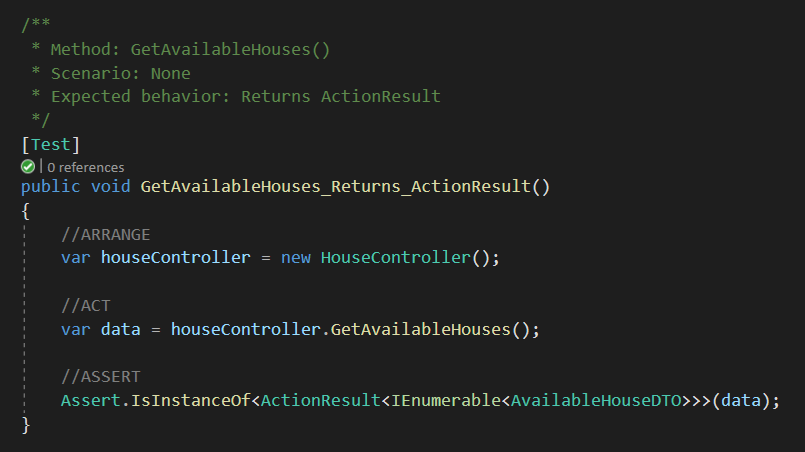 /**
 * Method: GetAvailableHouses()
 * Scenario: None
 * Expected behavior: Returns ActionResult
 */
[Test]
| 0 references
public void GetAvailableHouses_Returns_ActionResult()
{
    //ARRANGE
    var houseController = new HouseController();
    //ACT
    var data = houseController.GetAvailableHouses();
    //ASSERT
    Assert.IsInstanceOf<ActionResult<IEnumerable<AvailableHouseDTO>>>(data);
}